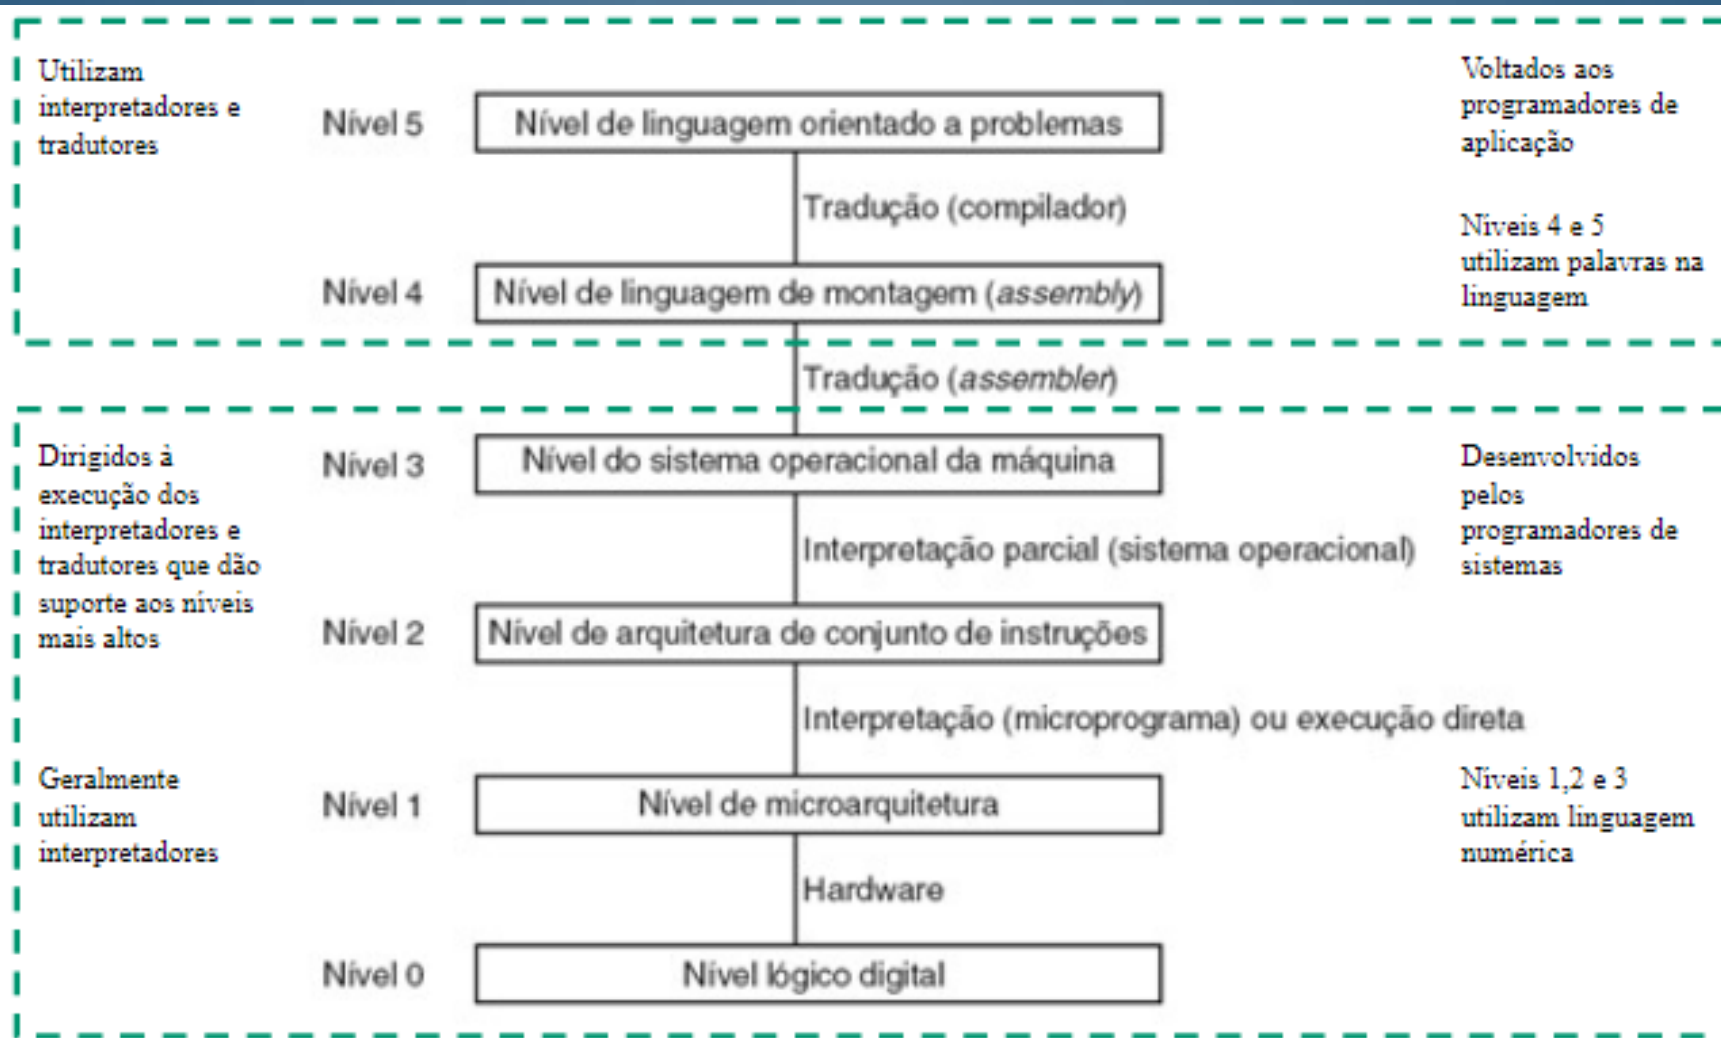 Utilizam
interpretadores e
tradutores
Nível 5
Nível de linguagem orientado a problemas
Voltados aos
programadores de
aplicação
Tradução (compilador)
Níveis 4 e 5
utilizam palavras na
linguagem
Nível 4
Nível de linguagem de montagem (assembly)
Tradução (assembler)
Dirigidos à
execução dos
interpretadores e
tradutores que dão
suporte aos níveis
mais altos
Nível 3
Nível do sistema operacional da máquina
Desenvolvidos
pelos
programadores de
sistemas
Interpretação parcial (sistema operacional)
Nível 2
Nível de arquitetura de conjunto de instruções
Interpretação (microprograma) ou execução direta
Geralmente
utilizam
interpretadores
Nível 1
Nível de microarquitetura
Níveis 1,2 e 3
utilizam linguagem
numérica
Hardware
Nível 0
Nível lógico digital